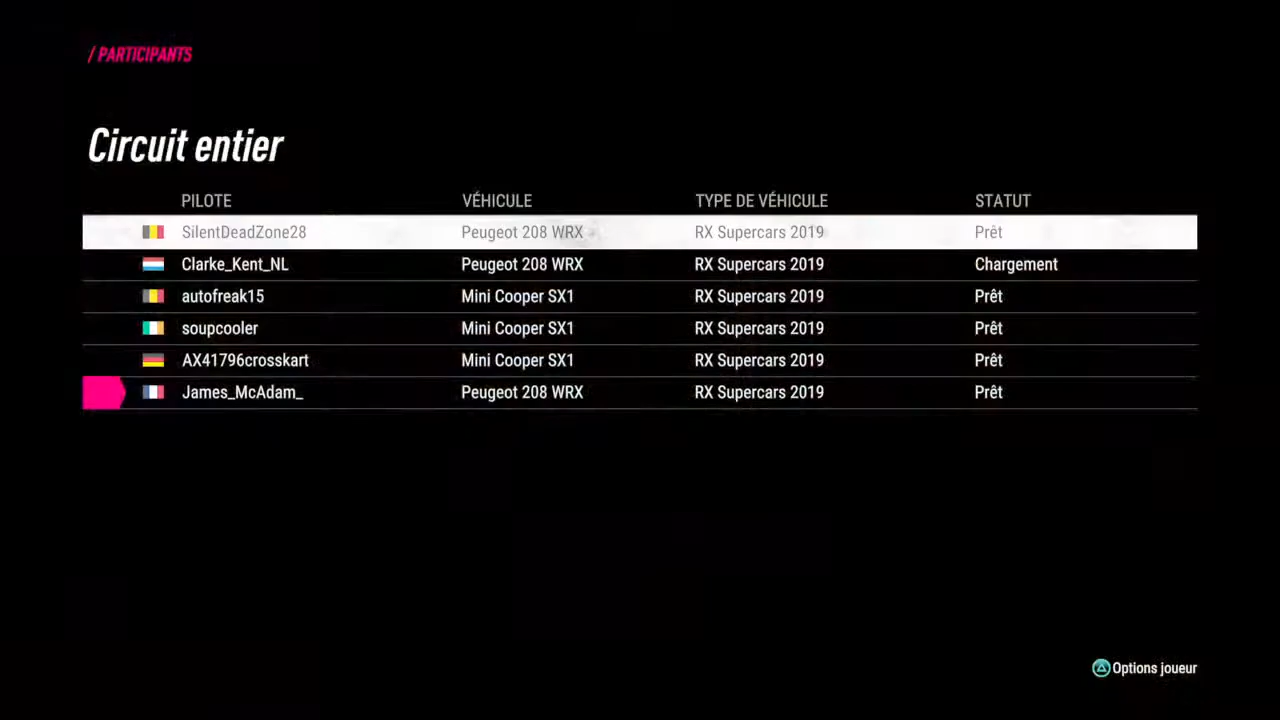 / PARTICIPANTS
Circuit entier
PILOTE VÉHICULE TYPE DE VÉHICULE STATUT
SilentDeadZone28 Peugeot 208 WRX RX Supercars 2019 Prêt
Clarke_Kent_NL Peugeot 208 WRX RX Supercars 2019 Chargement
autofreak15 Mini Cooper SX1 RX Supercars 2019 Prêt
soupcooler Mini Cooper SX1 RX Supercars 2019 Prêt
AX41796crosskart Mini Cooper SX1 RX Supercars 2019 Prêt
James_McAdam_ Peugeot 208 WRX RX Supercars 2019 Prêt
Options joueur